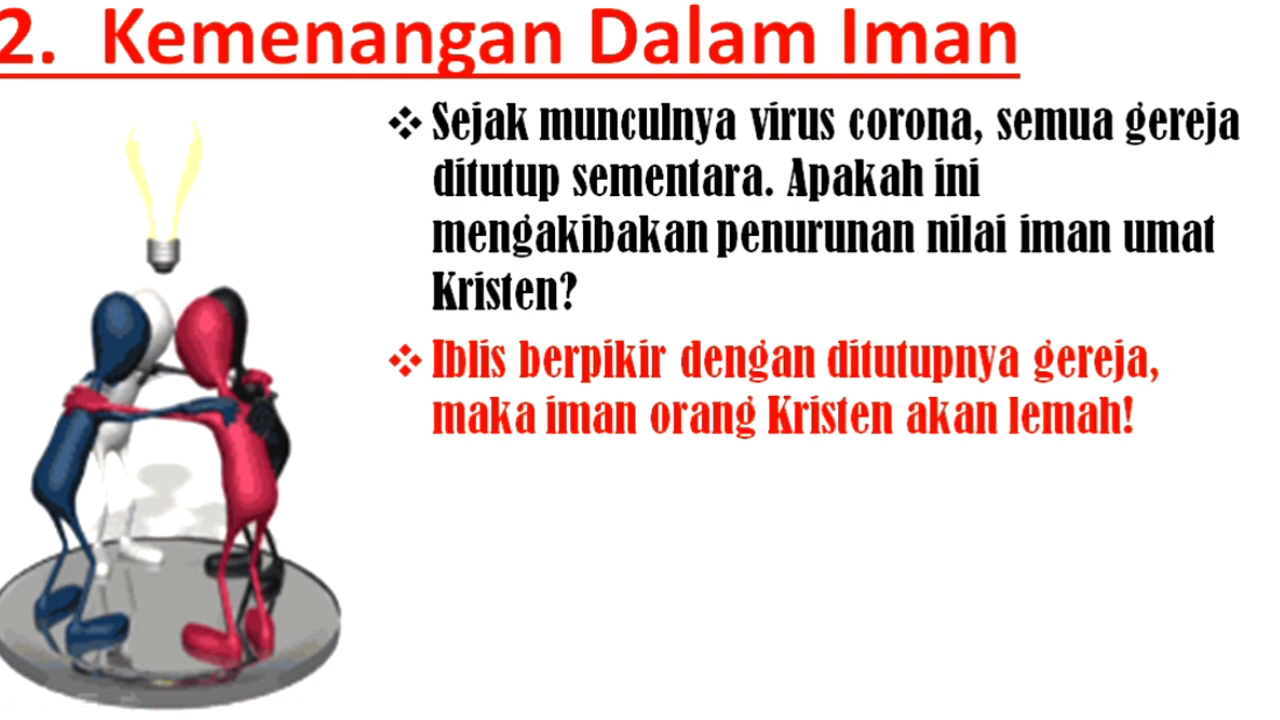 2. Kemenangan Dalam Iman
❖ Sejak munculnya virus corona, semua gereja
ditutup sementara. Apakah ini
mengakibakan penurunan nilai iman umat
Kristen?
❖ Iblis berpikir dengan ditutupnya gereja,
maka iman orang Kristen akan lemah!